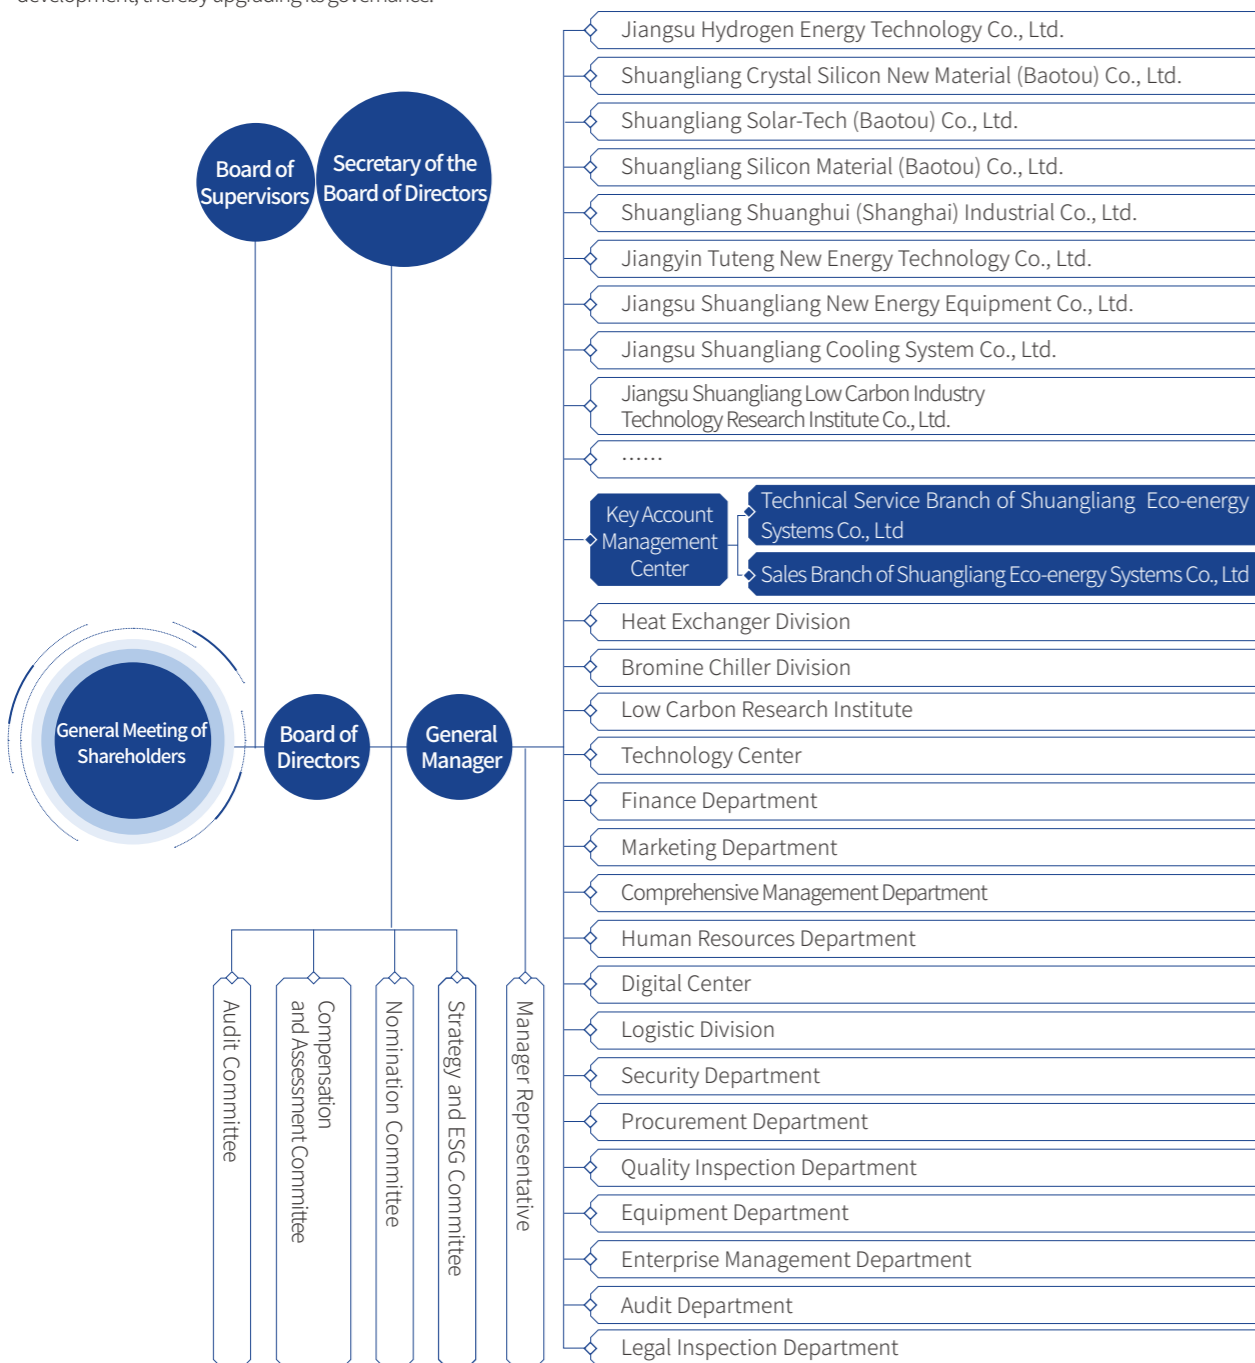 development, thereby upgrading its governance.
Jiangsu Hydrogen Energy Technology Co., Ltd.
Shuangliang Crystal Silicon New Material (Baotou) Co., Ltd.
Shuangliang Solar-Tech (Baotou) Co., Ltd.
Shuangliang Silicon Material (Baotou) Co., Ltd.
Shuangliang Shuanghui (Shanghai) Industrial Co., Ltd.
Jiangyin Tuteng New Energy Technology Co., Ltd.
Jiangsu Shuangliang New Energy Equipment Co., Ltd.
Jiangsu Shuangliang Cooling System Co., Ltd.
Jiangsu Shuangliang Low Carbon Industry
Technology Research Institute Co., Ltd.
……
Board of
Supervisors
Secretary of the
Board of Directors
Key Account
Management
Center
Technical Service Branch of Shuangliang Eco-energy
Systems Co., Ltd
Sales Branch of Shuangliang Eco-energy Systems Co., Ltd
General Meeting of
Shareholders
Board of
Directors
General
Manager
Heat Exchanger Division
Bromine Chiller Division
Low Carbon Research Institute
Technology Center
Finance Department
Marketing Department
Comprehensive Management Department
Human Resources Department
Digital Center
Logistic Division
Security Department
Procurement Department
Quality Inspection Department
Equipment Department
Enterprise Management Department
Audit Department
Legal Inspection Department
Audit Committee
Compensation
and Assessment Committee
Nomination Committee
Strategy and ESG Committee
Manager Representative